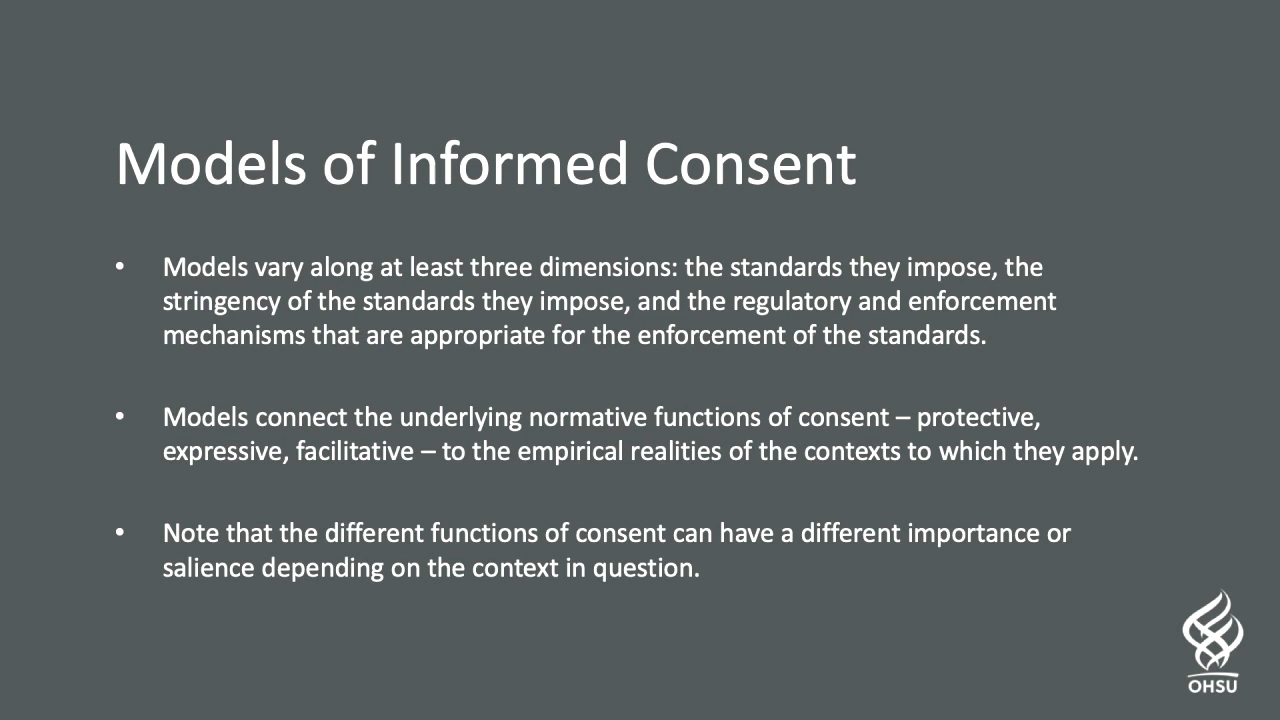 Models of Informed Consent
• Models vary along at least three dimensions: the standards they impose, the
stringency of the standards they impose, and the regulatory and enforcement
mechanisms that are appropriate for the enforcement of the standards.
• Models connect the underlying normative functions of consent – protective,
expressive, facilitative – to the empirical realities of the contexts to which they apply.
• Note that the different functions of consent can have a different importance or
salience depending on the context in question.
OHSU